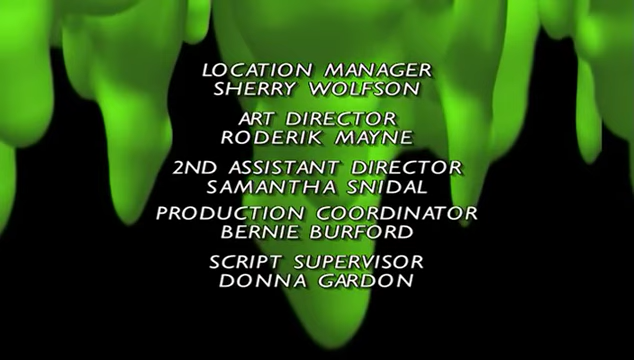 LOCATION MANAGER
SHERRY WOLFSON
ART DIRECTOR
RODERIK MAYNE
2ND ASSISTANT DIRECTOR
SAMANTHA SNIDAL
PRODUCTION COORDINATOR
BERNIE BURFORD
SCRIPT SUPERVISOR
DONNA GARDON